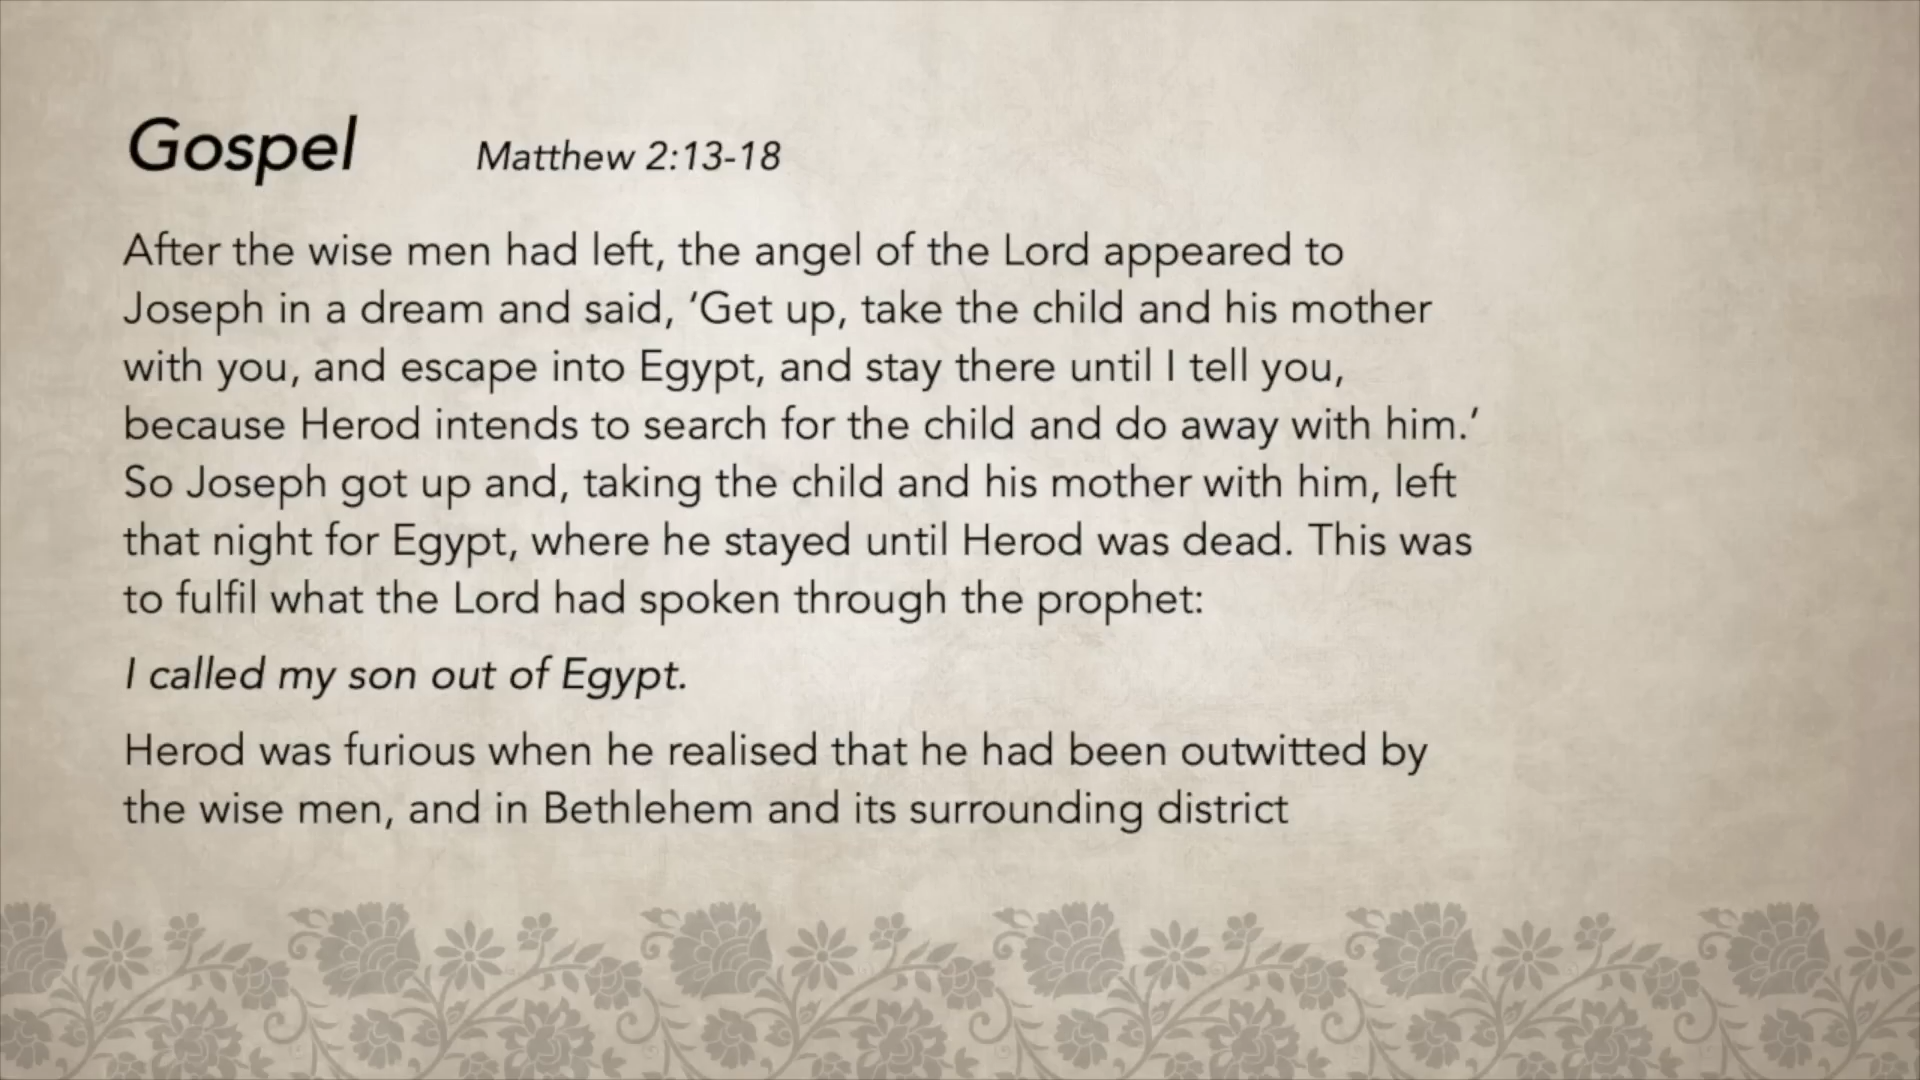 Gospel Matthew 2:13-18
After the wise men had left, the angel of the Lord appeared to
Joseph in a dream and said, ‘Get up, take the child and his mother
with you, and escape into Egypt, and stay there until I tell you,
because Herod intends to search for the child and do away with him.’
So Joseph got up and, taking the child and his mother with him, left
that night for Egypt, where he stayed until Herod was dead. This was
to fulfil what the Lord had spoken through the prophet:
I called my son out of Egypt.
Herod was furious when he realised that he had been outwitted by
the wise men, and in Bethlehem and its surrounding district